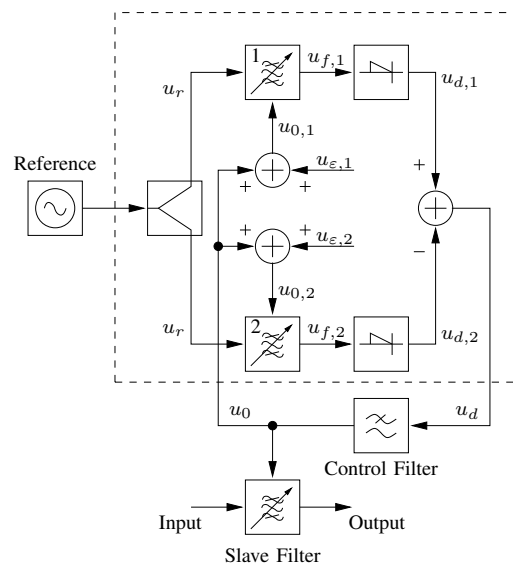 1
u_{f,1}
u_r
u_{d,1}
u_{0,1}
Reference
u_{ε,1}
+
+
+
+
+
u_{ε,2}
−
u_{0,2}
2
u_{f,2}
u_r
u_{d,2}
u_0
u_d
Control Filter
Input
Output
Slave Filter